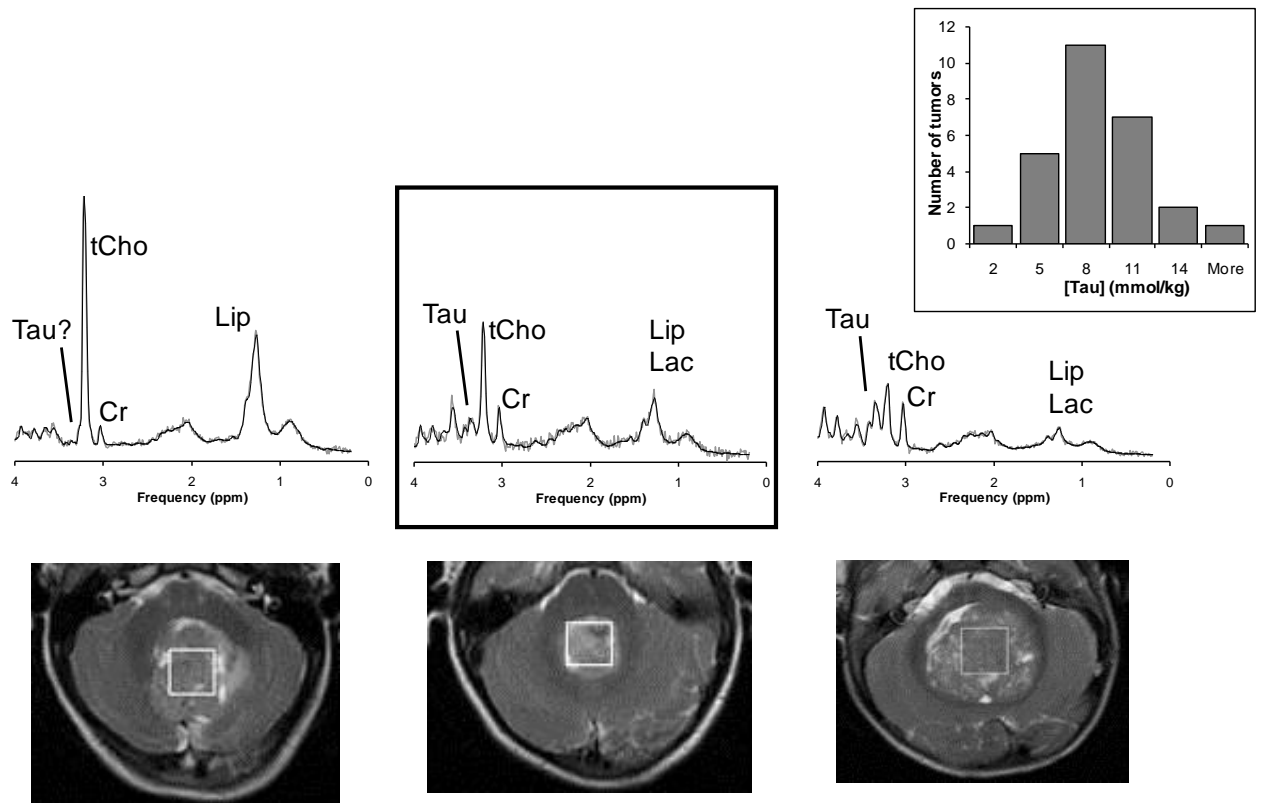 12
10
8
6
4
2
0
Number of tumors
2 5 8 11 14 More
[Tau] (mmol/kg)
tCho
Tau?
Lip
Cr
4 3 2 1 0
Frequency (ppm)
Tau
tCho
Lip
Lac
Cr
4 3 2 1 0
Frequency (ppm)
Tau
tCho
Cr
Lip
Lac
4 3 2 1 0
Frequency (ppm)